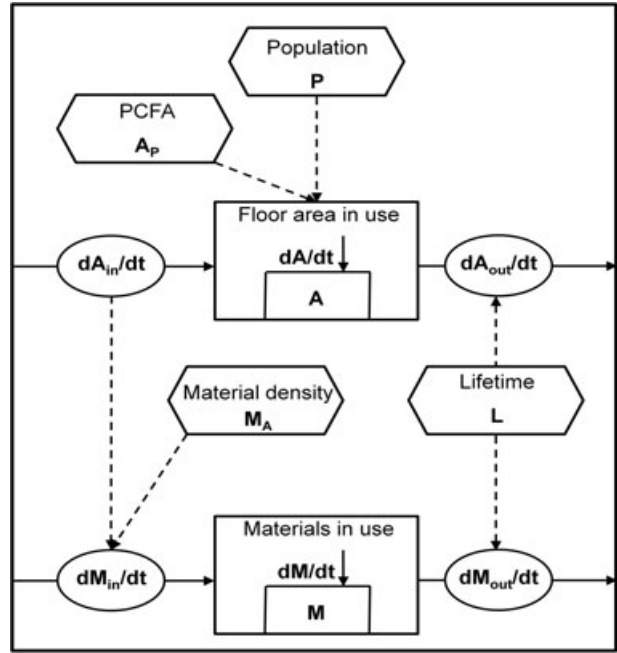 Population
P
PCFA
Aₚ
Floor area in use
dA/dt
A
dAᵢₙ/dt
dAₒᵤₜ/dt
Material density
M_A
Lifetime
L
Materials in use
dM/dt
M
dMᵢₙ/dt
dMₒᵤₜ/dt